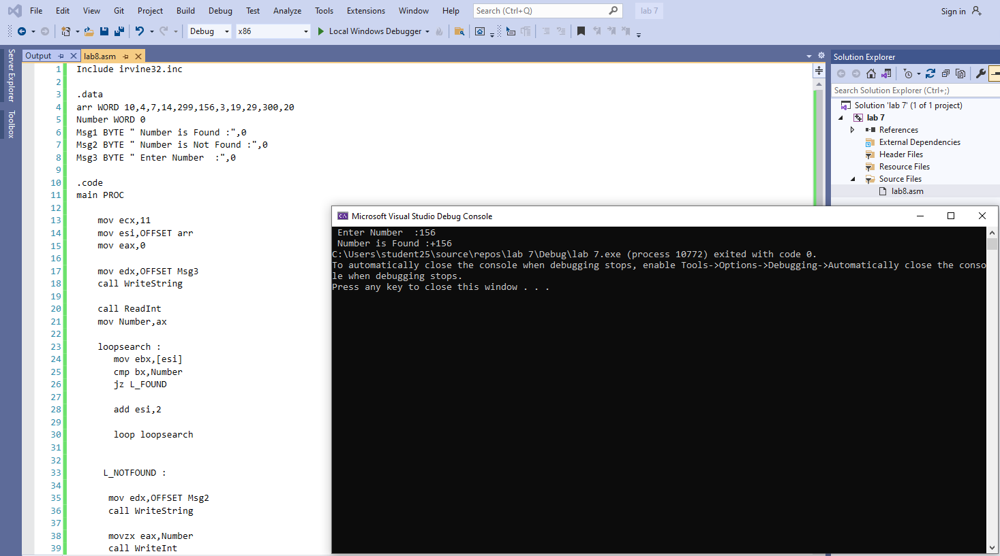 File Edit View Git Project Build Debug Test Analyze Tools Extensions Window Help Search (Ctrl+Q) lab 7 Sign in
Debug x86 Local Windows Debugger
Server Explorer
Toolbox
Output lab8.asm
1 Include irvine32.inc
2
3 .data
4 arr WORD 10,4,7,14,299,156,3,19,29,300,20
5 Number WORD 0
6 Msg1 BYTE " Number is Found :",0
7 Msg2 BYTE " Number is Not Found :",0
8 Msg3 BYTE " Enter Number  :",0
9
10 .code
11 main PROC
12
13 mov ecx,11
14 mov esi,OFFSET arr
15 mov eax,0
16
17 mov edx,OFFSET Msg3
18 call WriteString
19
20 call ReadInt
21 mov Number,ax
22
23 loopsearch :
24 mov ebx,[esi]
25 cmp bx,Number
26 jz L_FOUND
27
28 add esi,2
29
30 loop loopsearch
31
32
33 L_NOTFOUND :
34
35 mov edx,OFFSET Msg2
36 call WriteString
37
38 movzx eax,Number
39 call WriteInt
Solution Explorer
Search Solution Explorer (Ctrl+;)
Solution 'lab 7' (1 of 1 project)
lab 7
References
External Dependencies
Header Files
Resource Files
Source Files
lab8.asm
C:\ Microsoft Visual Studio Debug Console
Enter Number  :156
Number is Found :+156
C:\Users\student25\source\repos\lab 7\Debug\lab 7.exe (process 10772) exited with code 0.
To automatically close the console when debugging stops, enable Tools->Options->Debugging->Automatically close the conso
le when debugging stops.
Press any key to close this window . . .